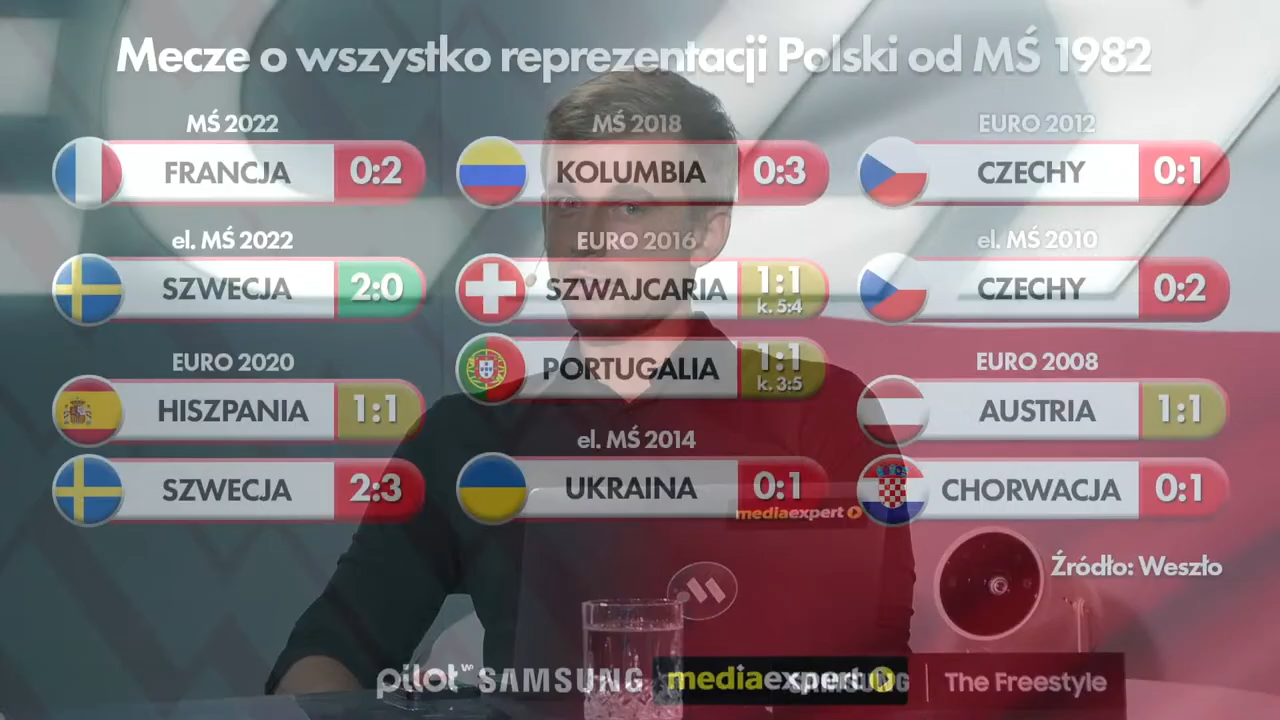 Mecze o wszystko reprezentacji Polski od MŚ 1982
MŚ 2022
FRANCJA 0:2
el. MŚ 2022
SZWECJA 2:0
EURO 2020
HISZPANIA 1:1
SZWECJA 2:3
MŚ 2018
KOLUMBIA 0:3
EURO 2016
SZWAJCARIA 1:1
k. 5:4
PORTUGALIA 1:1
k. 3:5
el. MŚ 2014
UKRAINA 0:1
mediaexpert
EURO 2012
CZECHY 0:1
el. MŚ 2010
CZECHY 0:2
EURO 2008
AUSTRIA 1:1
CHORWACJA 0:1
Źródło: Weszło
pilot wp SAMSUNG mediaexpert SAMSUNG The Freestyle